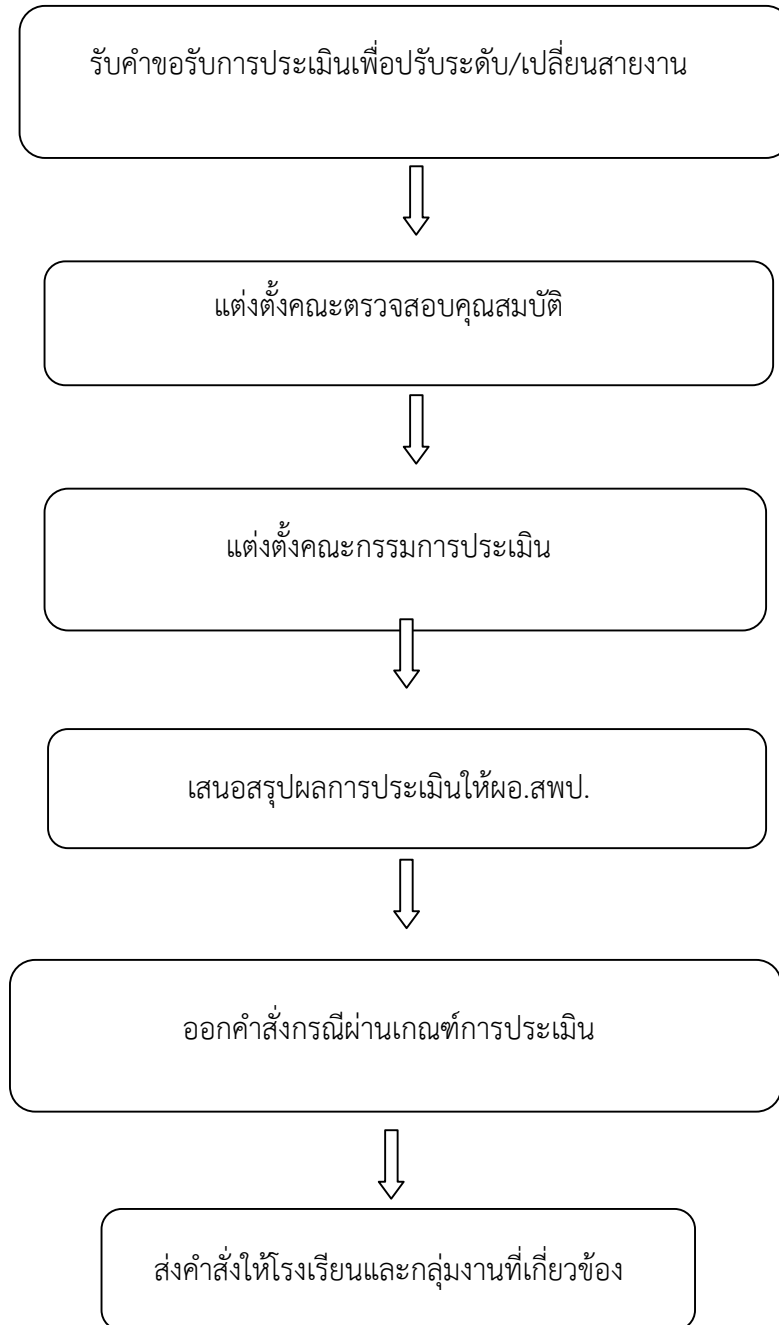 รับคำขอรับการประเมินเพื่อปรับระดับ/เปลี่ยนสายงาน
แต่งตั้งคณะตรวจสอบคุณสมบัติ
แต่งตั้งคณะกรรมการประเมิน
เสนอสรุปผลการประเมินให้ผอ.สพป.
ออกคำสั่งกรณีผ่านเกณฑ์การประเมิน
ส่งคำสั่งให้โรงเรียนและกลุ่มงานที่เกี่ยวข้อง